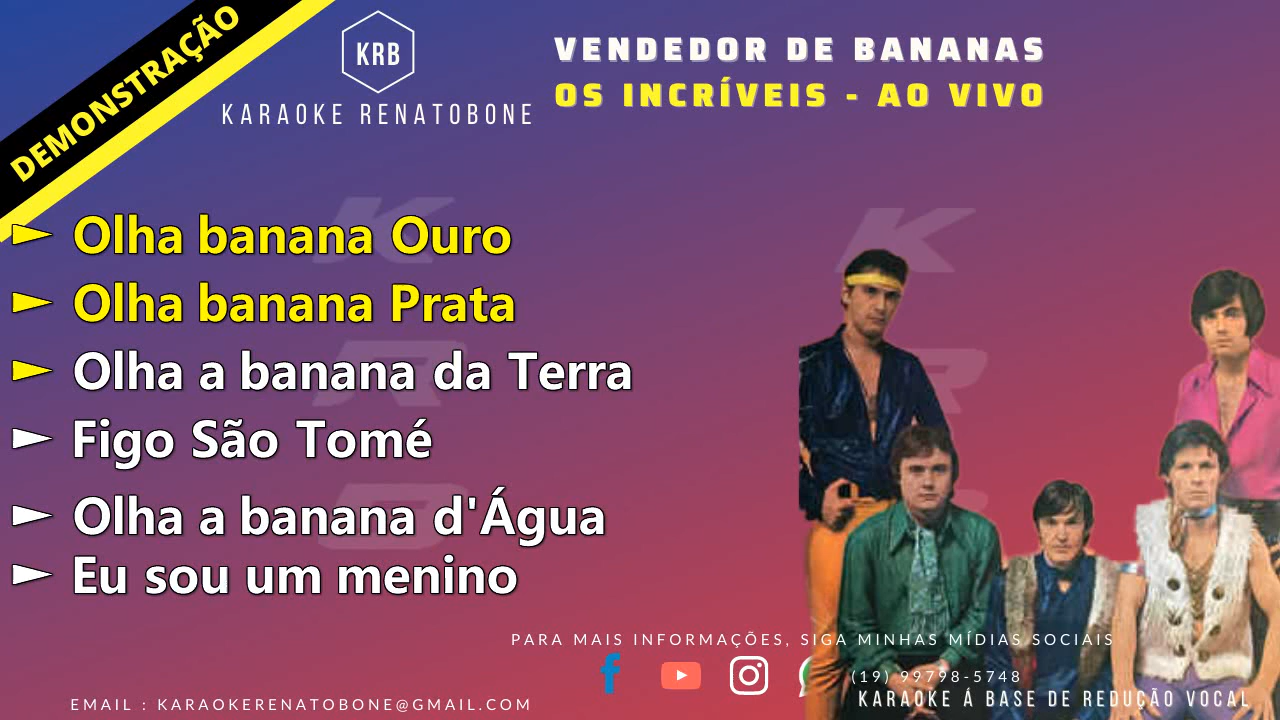 DEMONSTRAÇÃO
KRB
KARAOKE RENATOBONE
VENDEDOR DE BANANAS
OS INCRÍVEIS - AO VIVO
KRB
KRB
Olha banana Ouro
Olha banana Prata
Olha a banana da Terra
Figo São Tomé
Olha a banana d'Água
Eu sou um menino
PARA MAIS INFORMAÇÕES, SIGA MINHAS MÍDIAS SOCIAIS
(19) 99798-5748
KARAOKE Á BASE DE REDUÇÃO VOCAL
EMAIL : KARAOKERENATOBONE@GMAIL.COM